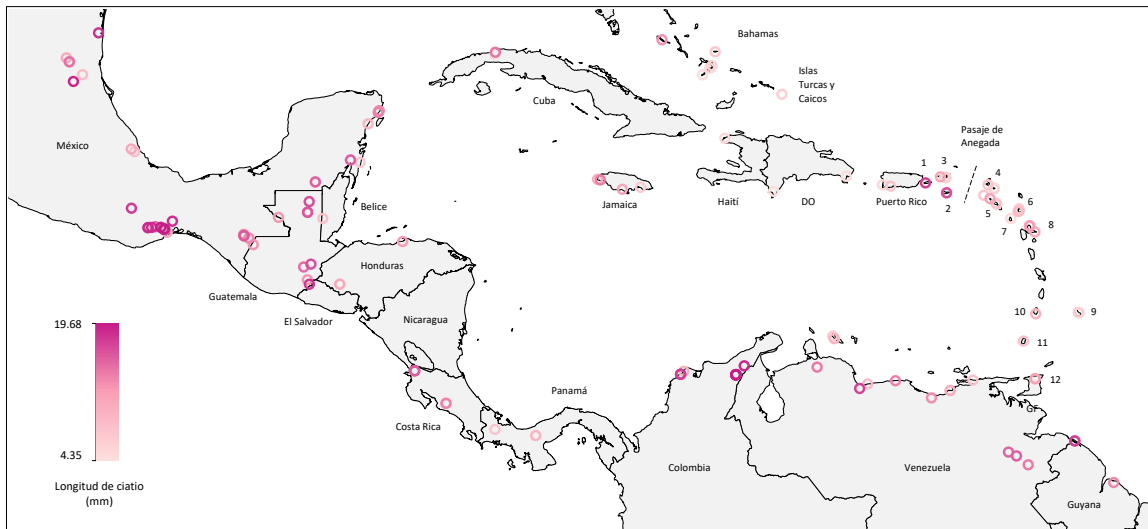 Bahamas
Islas
Turcas y
Caicos
Cuba
Pasaje de
Anegada
México
1
3
4
Belice
Jamaica
Haití
DO
Puerto Rico
2
5
6
7
8
Honduras
Guatemala
El Salvador
Nicaragua
10
9
19.68
11
Panamá
12
GF
Costa Rica
4.35
Colombia
Venezuela
Longitud de ciatio
(mm)
Guyana